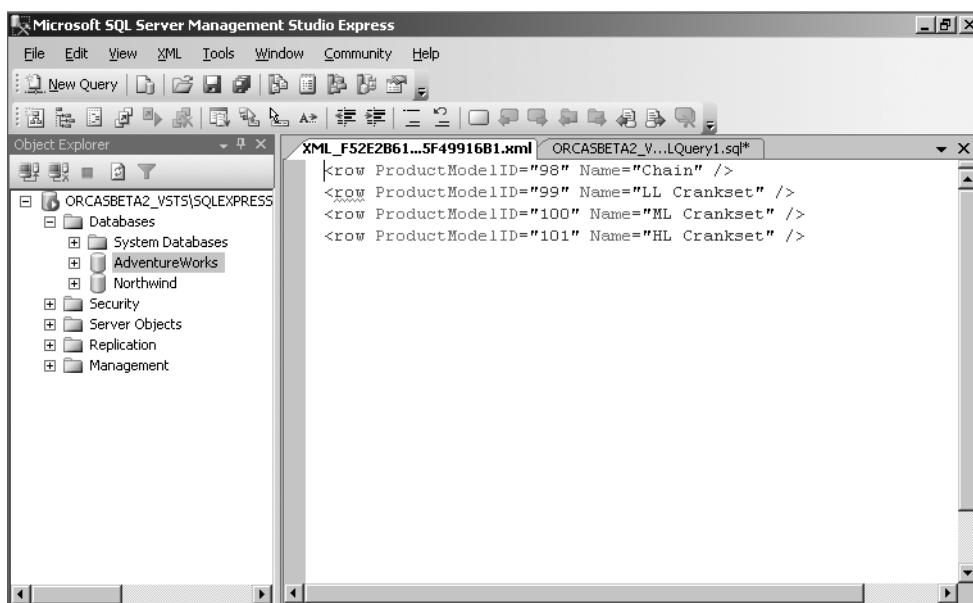 Microsoft SQL Server Management Studio Express
File Edit View XML Tools Window Community Help
New Query
Object Explorer
XML_F52E2B61...5F49916B1.xml ORCASBETA2_V...LQuery1.sql*
ORCASBETA2_VSTS\SQLEXPRESS
Databases
System Databases
AdventureWorks
Northwind
Security
Server Objects
Replication
Management
<row ProductModelID="98" Name="Chain" />
<row ProductModelID="99" Name="LL Crankset" />
<row ProductModelID="100" Name="ML Crankset" />
<row ProductModelID="101" Name="HL Crankset" />